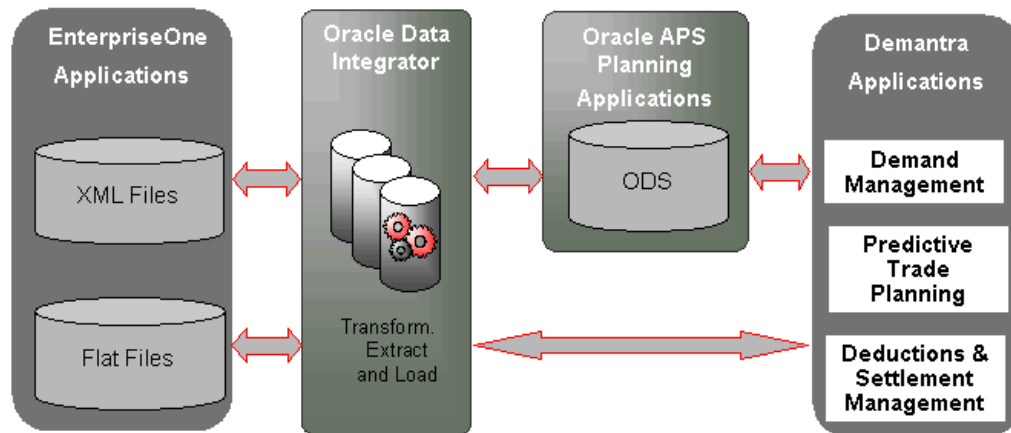 EnterpriseOne
Applications
XML Files
Flat Files
Oracle Data
Integrator
Transform.
Extract
and Load
Oracle APS
Planning
Applications
ODS
Demantra
Applications
Demand
Management
Predictive
Trade
Planning
Deductions &
Settlement
Management